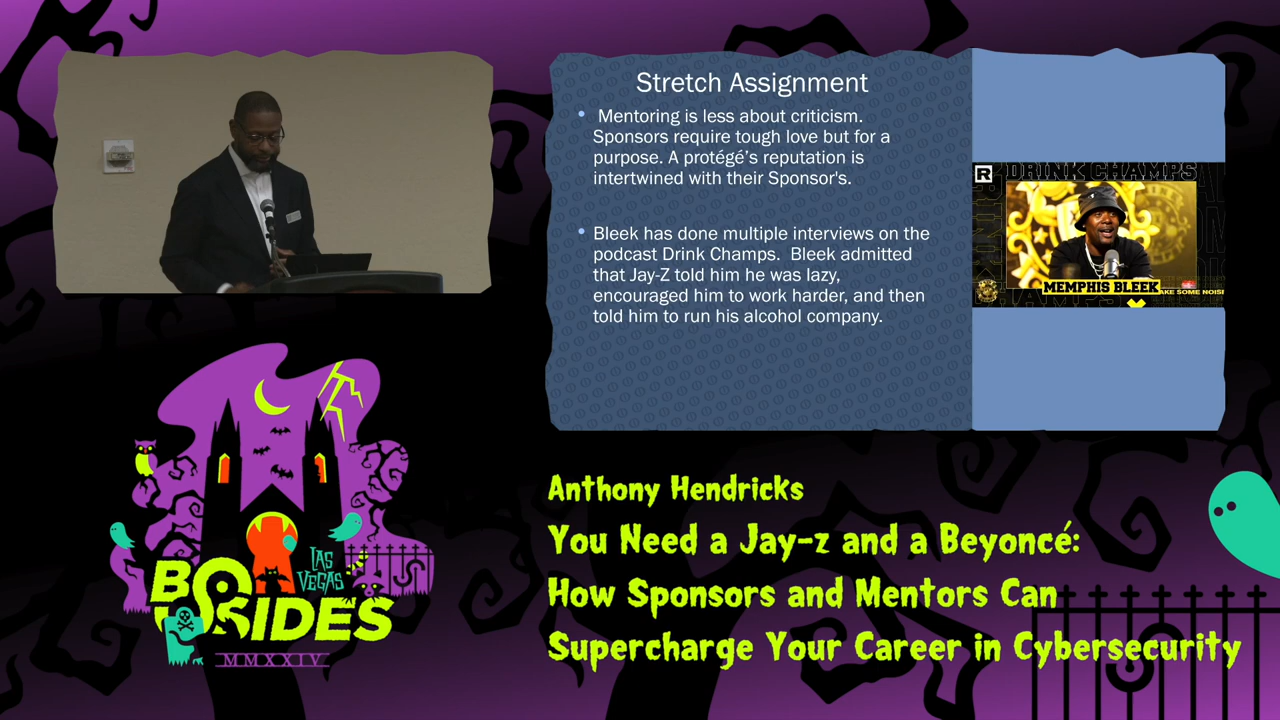 Stretch Assignment
• Mentoring is less about criticism.
Sponsors require tough love but for a
purpose. A protégé’s reputation is
intertwined with their Sponsor's.
• Bleek has done multiple interviews on the
podcast Drink Champs.  Bleek admitted
that Jay-Z told him he was lazy,
encouraged him to work harder, and then
told him to run his alcohol company.
R
DRINK CHAMPS
MEMPHIS BLEEK
AKE SOME NOIS
LAS
VEGAS
BSIDES
MMXXIV
Anthony Hendricks
You Need a Jay-z and a Beyoncé:
How Sponsors and Mentors Can
Supercharge Your Career in Cybersecurity